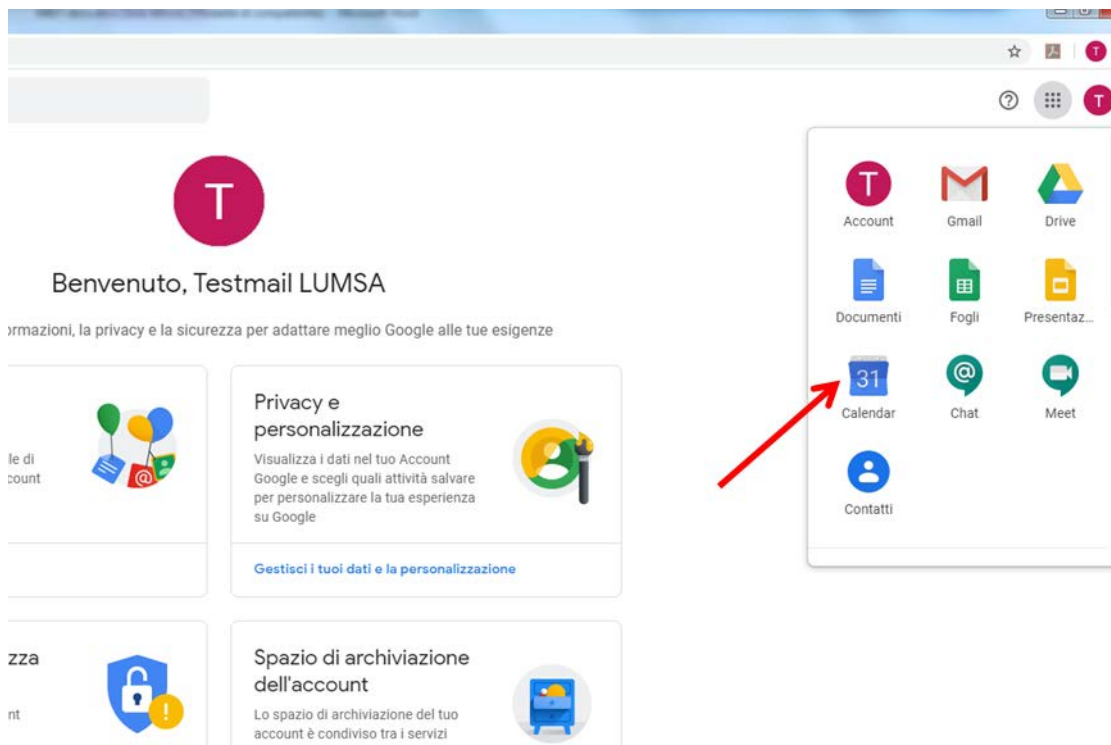 T
T
T
Benvenuto, Testmail LUMSA
ormazioni, la privacy e la sicurezza per adattare meglio Google alle tue esigenze
le di
count
Privacy e
personalizzazione
Visualizza i dati nel tuo Account
Google e scegli quali attività salvare
per personalizzare la tua esperienza
su Google
Gestisci i tuoi dati e la personalizzazione
zza
nt
Spazio di archiviazione
dell'account
Lo spazio di archiviazione del tuo
account è condiviso tra i servizi
T
Account
Gmail
Drive
Documenti
Fogli
Presentaz...
31
Calendar
Chat
Meet
Contatti